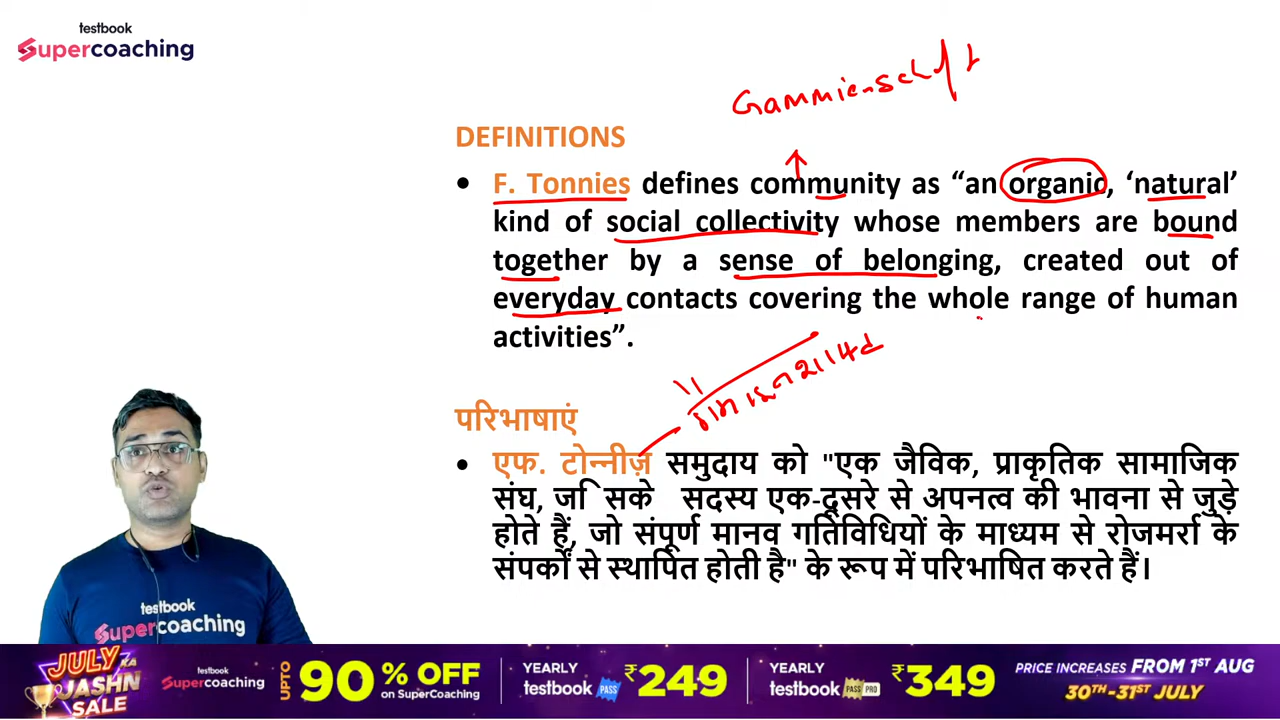 testbook
Supercoaching
DEFINITIONS
• F. Tonnies defines community as “an organic, ‘natural’
kind of social collectivity whose members are bound
together by a sense of belonging, created out of
everyday contacts covering the whole range of human
activities”.
परिभाषाएं
• एफ. टोन्नीज़ समुदाय को "एक जैविक, प्राकृतिक सामाजिक
संघ, जिसके सदस्य एक-दूसरे से अपनत्व की भावना से जुड़े
होते हैं, जो संपूर्ण मानव गतिविधियों के माध्यम से रोजमर्रा के
संपर्कों से स्थापित होती है" के रूप में परिभाषित करते हैं।
testbook
Supercoaching
JULY KA
JASHN
SALE
testbook
Supercoaching
UPTO 90% OFF
on SuperCoaching
YEARLY
testbook PASS
₹249
YEARLY
testbook PASS PRO
₹349
PRICE INCREASES FROM 1ST AUG
30TH-31ST JULY